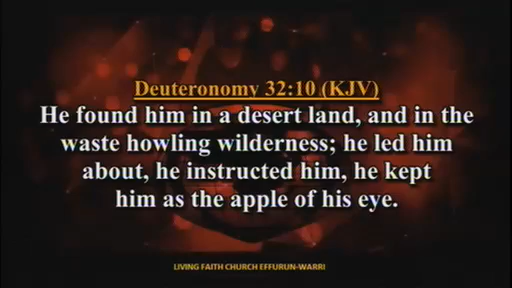 Deuteronomy 32:10 (KJV)
He found him in a desert land, and in the
waste howling wilderness; he led him
about, he instructed him, he kept
him as the apple of his eye.
LIVING FAITH CHURCH EFFURUN-WARRI